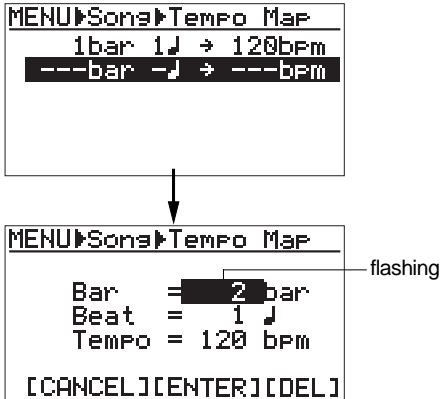 MENU▶Song▶Tempo Map
1bar 1♩ → 120bpm
---bar -♩ → ---bpm
MENU▶Song▶Tempo Map
flashing
Bar = 2 bar
Beat = 1 ♩
Tempo = 120 bpm
[CANCEL][ENTER][DEL]